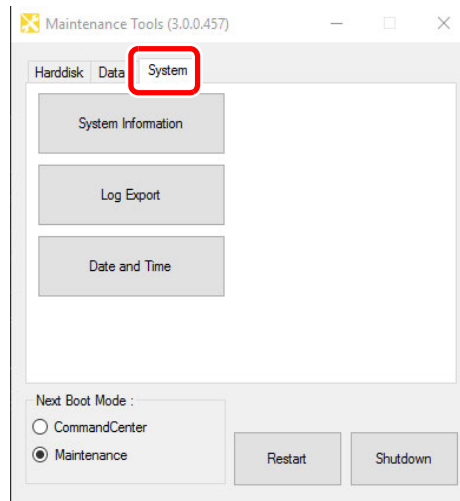 Maintenance Tools (3.0.0.457)
Harddisk Data System
System Information
Log Export
Date and Time
Next Boot Mode :
CommandCenter
Maintenance
Restart Shutdown